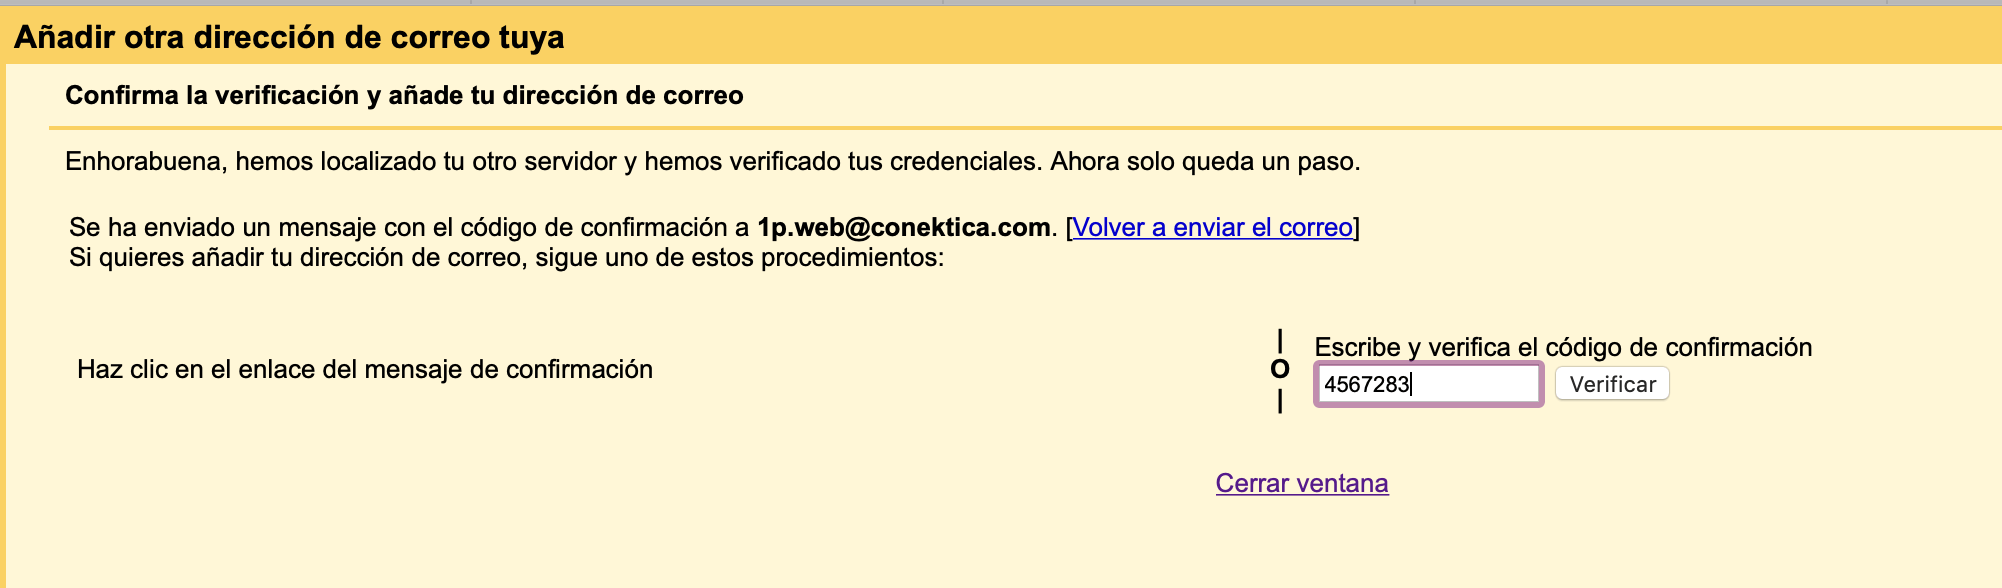 Añadir otra dirección de correo tuya
Confirma la verificación y añade tu dirección de correo
Enhorabuena, hemos localizado tu otro servidor y hemos verificado tus credenciales. Ahora solo queda un paso.
Se ha enviado un mensaje con el código de confirmación a 1p.web@conektica.com. [Volver a enviar el correo]
Si quieres añadir tu dirección de correo, sigue uno de estos procedimientos:
Haz clic en el enlace del mensaje de confirmación
|
O
|
Escribe y verifica el código de confirmación
4567283
Verificar
Cerrar ventana